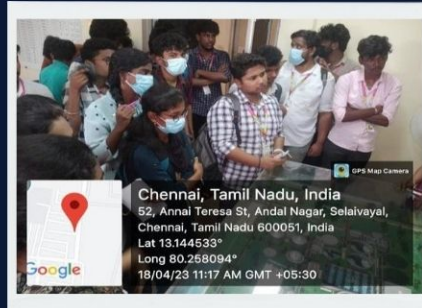 GPS Map Camera
Chennai, Tamil Nadu, India
52, Annai Teresa St, Andal Nagar, Selaivayal,
Chennai, Tamil Nadu 600051, India
Lat 13.144533°
Long 80.258094°
18/04/23 11:17 AM GMT +05:30
Google